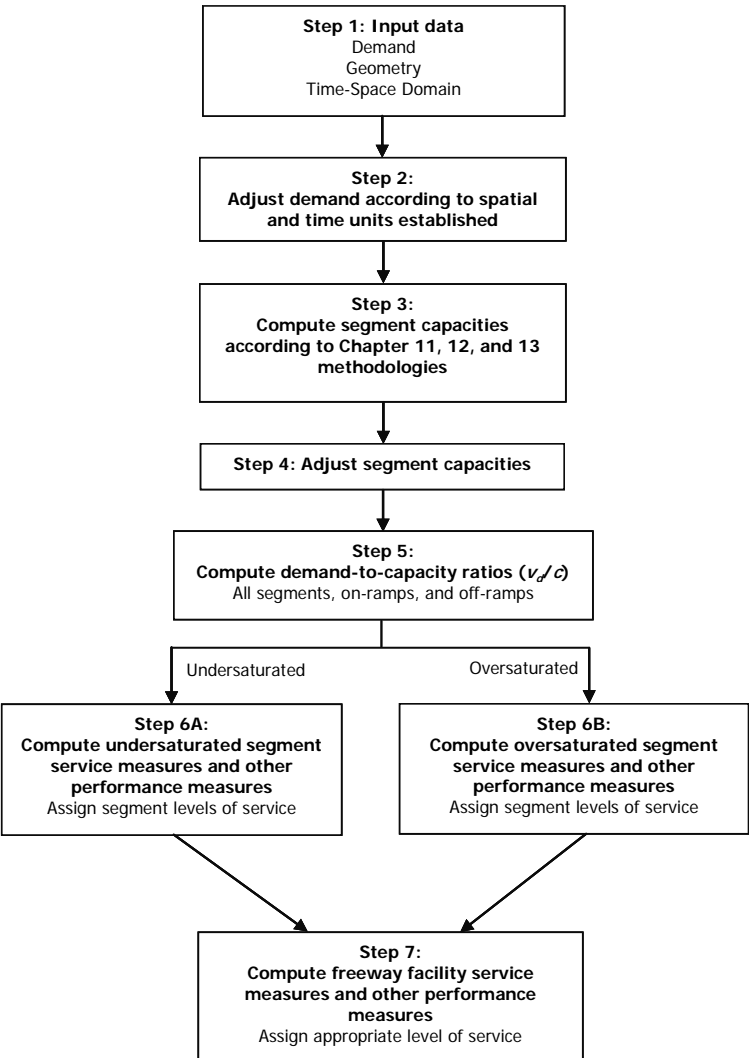 Step 1: Input data
Demand
Geometry
Time-Space Domain
Step 2:
Adjust demand according to spatial
and time units established
Step 3:
Compute segment capacities
according to Chapter 11, 12, and 13
methodologies
Step 4: Adjust segment capacities
Step 5:
Compute demand-to-capacity ratios (v_d/c)
All segments, on-ramps, and off-ramps
Undersaturated
Oversaturated
Step 6A:
Compute undersaturated segment
service measures and other
performance measures
Assign segment levels of service
Step 6B:
Compute oversaturated segment
service measures and other
performance measures
Assign segment levels of service
Step 7:
Compute freeway facility service
measures and other performance
measures
Assign appropriate level of service